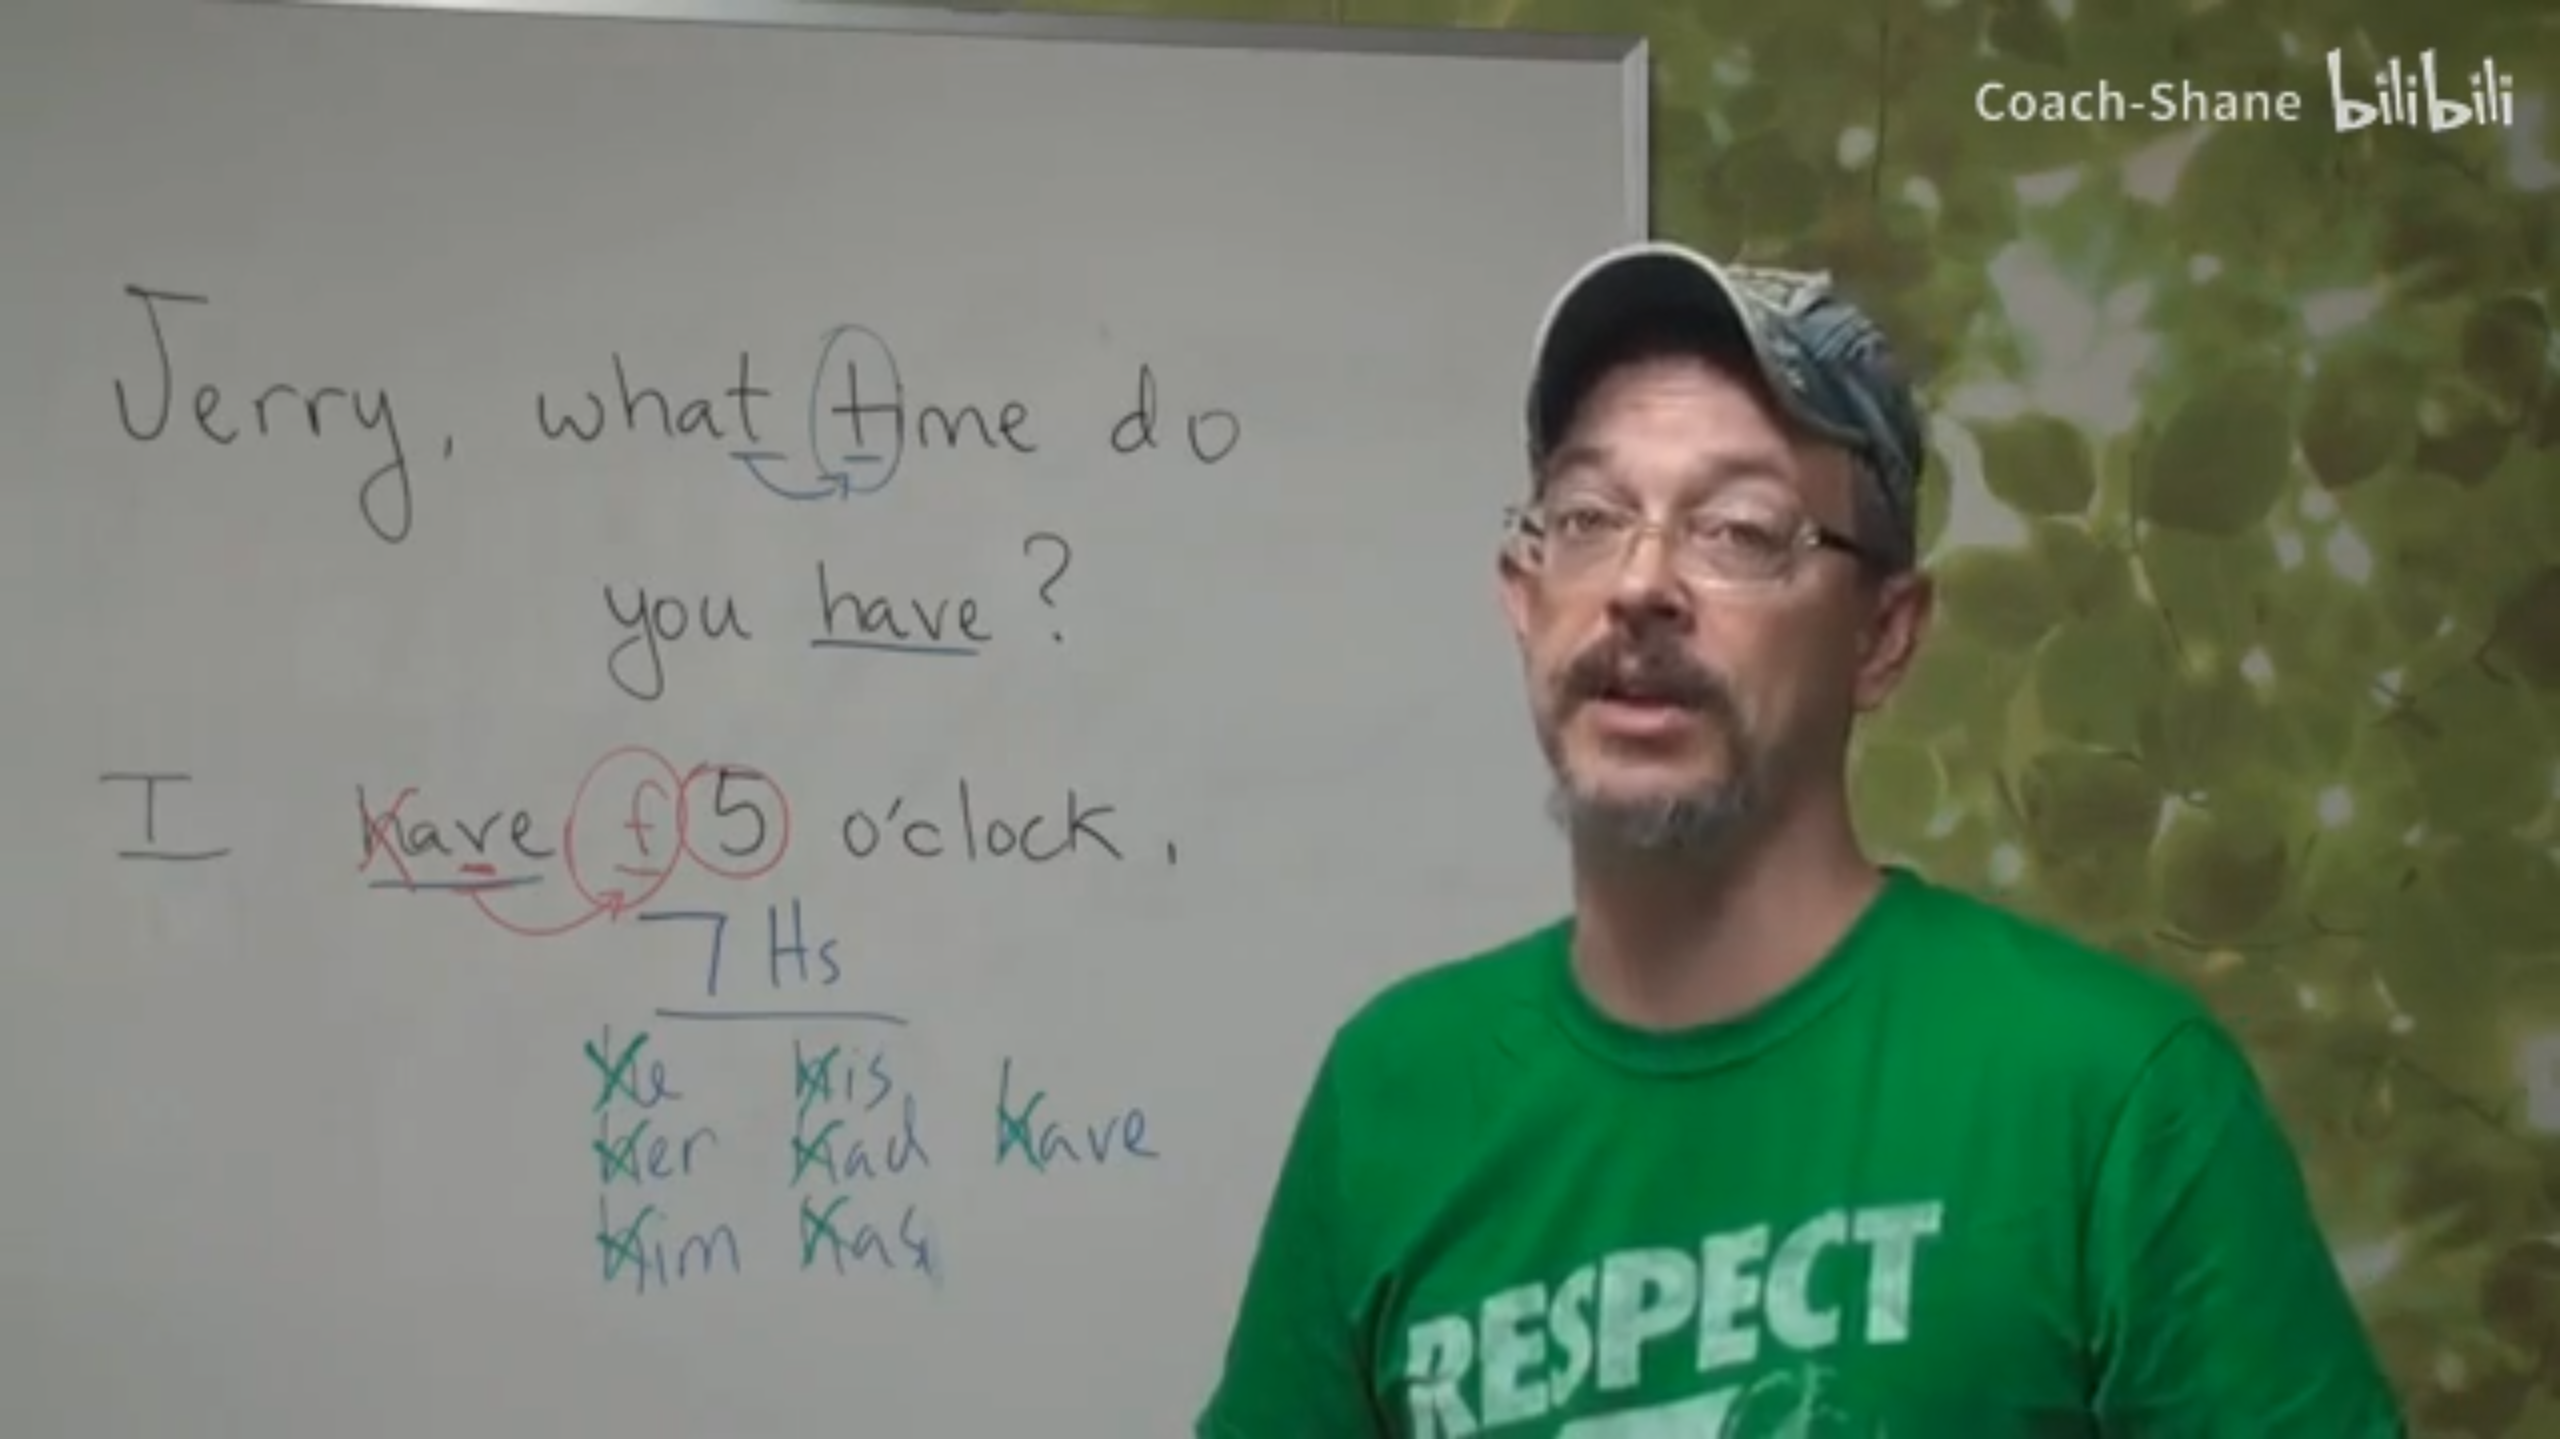 Coach-Shane bilibili
Jerry, what time do
you have?
I have f 5 o'clock.
7 Hs
He his
Her Had Have
Him Has
RESPECT